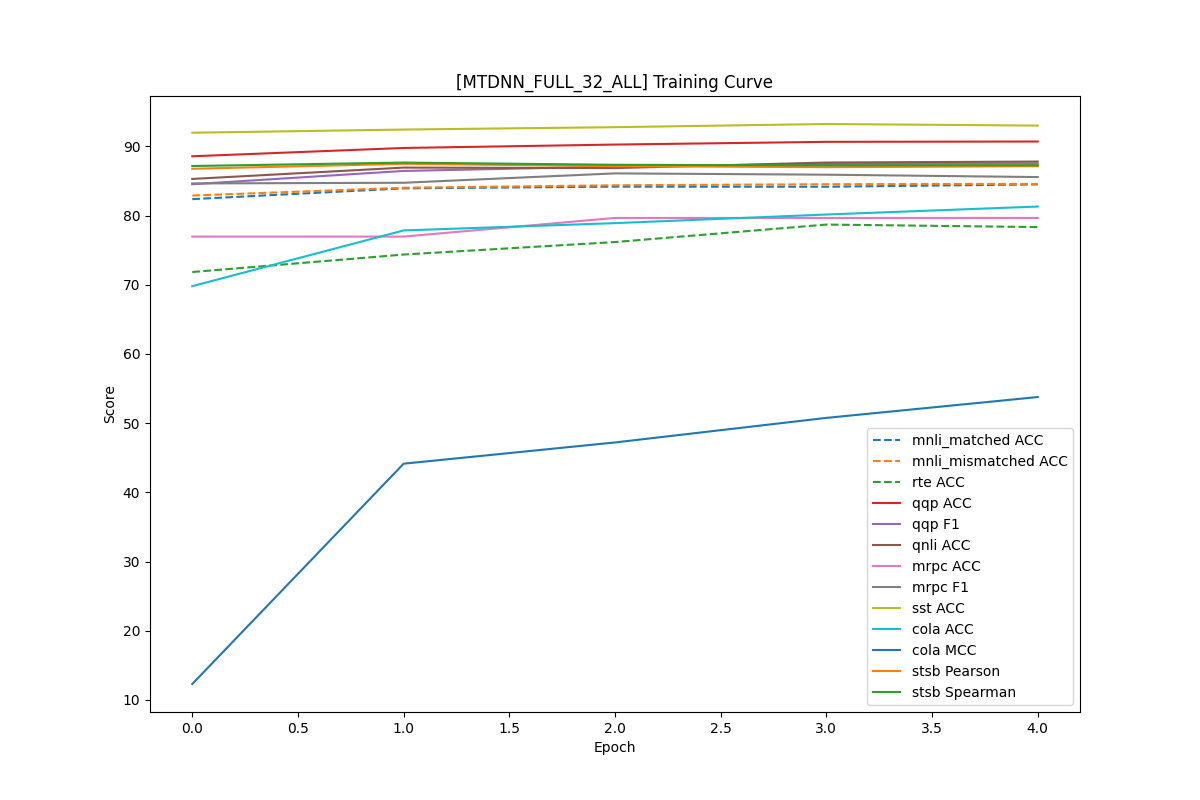 [MTDNN_FULL_32_ALL] Training Curve
90
80
70
60
50
40
30
20
10
Score
mnli_matched ACC
mnli_mismatched ACC
rte ACC
qqp ACC
qqp F1
qnli ACC
mrpc ACC
mrpc F1
sst ACC
cola ACC
cola MCC
stsb Pearson
stsb Spearman
0.0 0.5 1.0 1.5 2.0 2.5 3.0 3.5 4.0
Epoch